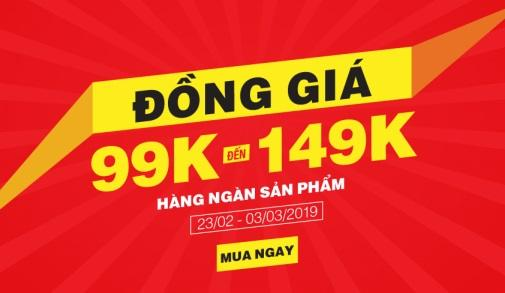 ĐỒNG GIÁ
99K ĐẾN 149K
HÀNG NGÀN SẢN PHẨM
23/02 - 03/03/2019
MUA NGAY